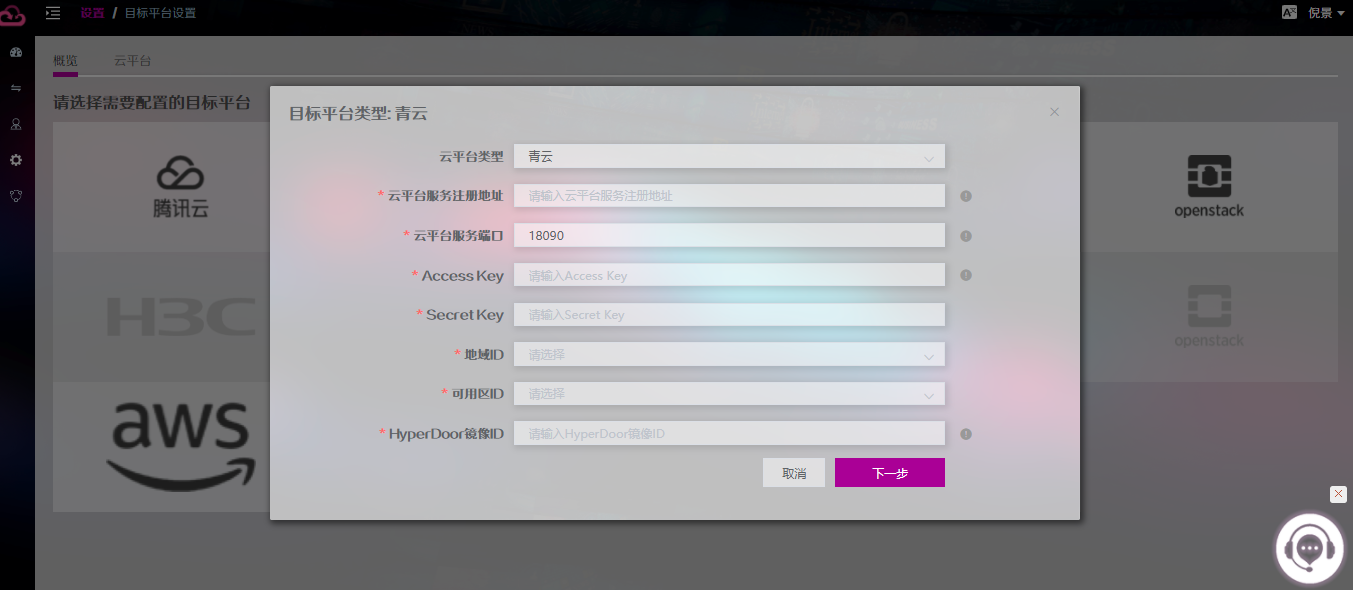 设置 / 目标平台设置
倪景
概览 云平台
请选择需要配置的目标平台
目标平台类型: 青云
云平台类型 青云
* 云平台服务注册地址 请输入云平台服务注册地址
* 云平台服务端口 18090
* Access Key 请输入Access Key
* Secret Key 请输入Secret Key
* 地域ID 请选择
* 可用区ID 请选择
* HyperDoor镜像ID 请输入HyperDoor镜像ID
取消 下一步
腾讯云
openstack
H3C
openstack
aws